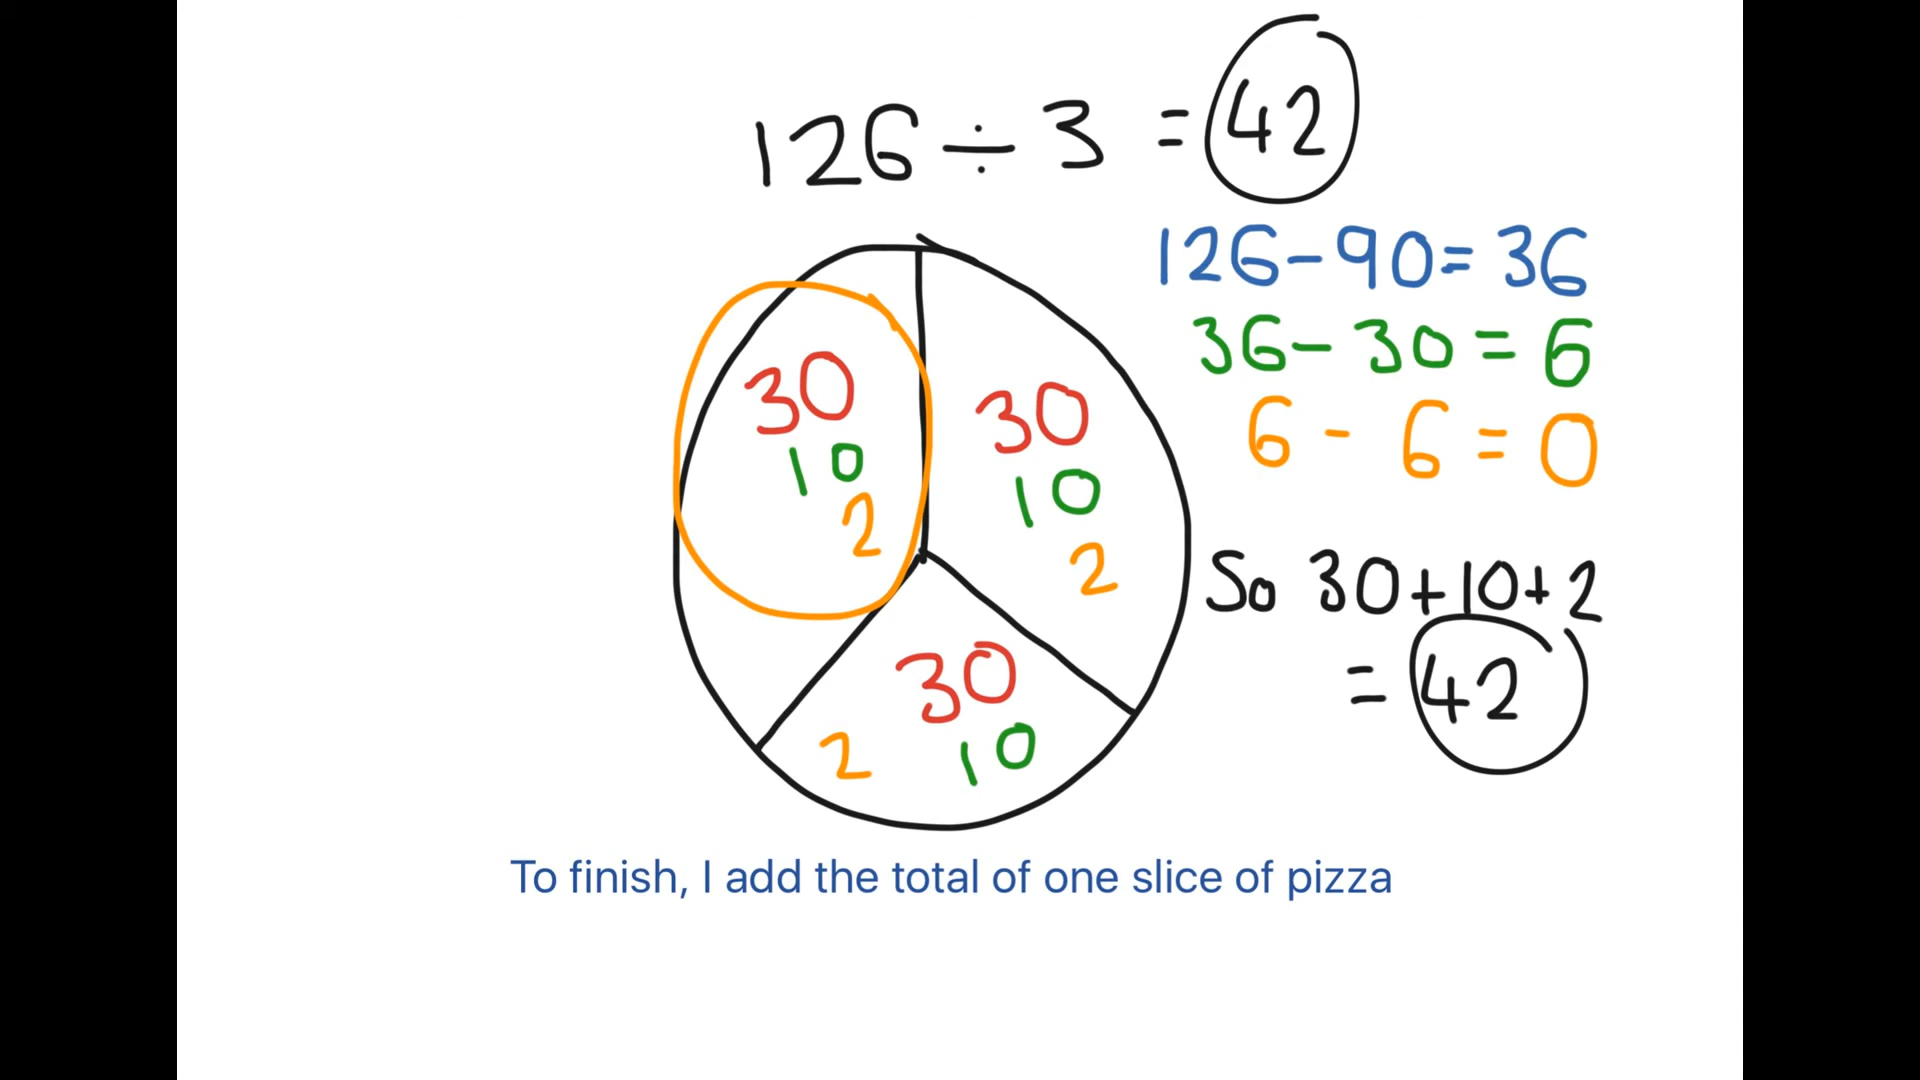 126 ÷ 3 = 42
126 - 90 = 36
36 - 30 = 6
6 - 6 = 0
30
10
2
30
10
2
30
10
2
So 30 + 10 + 2
= 42
To finish, I add the total of one slice of pizza